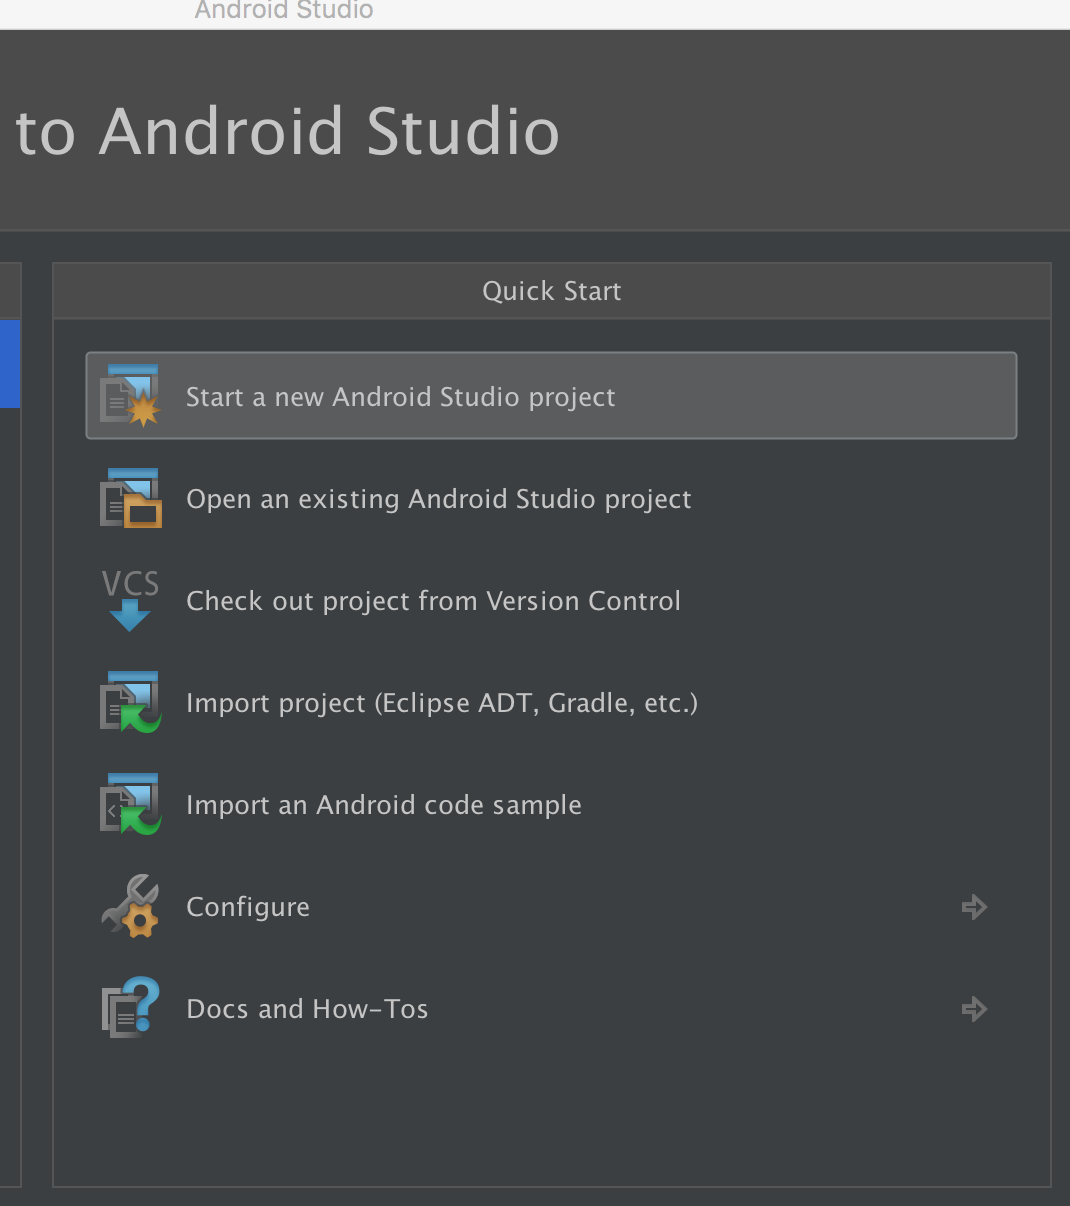 Android Studio
to Android Studio
Quick Start
Start a new Android Studio project
Open an existing Android Studio project
VCS
Check out project from Version Control
Import project (Eclipse ADT, Gradle, etc.)
Import an Android code sample
Configure
Docs and How-Tos